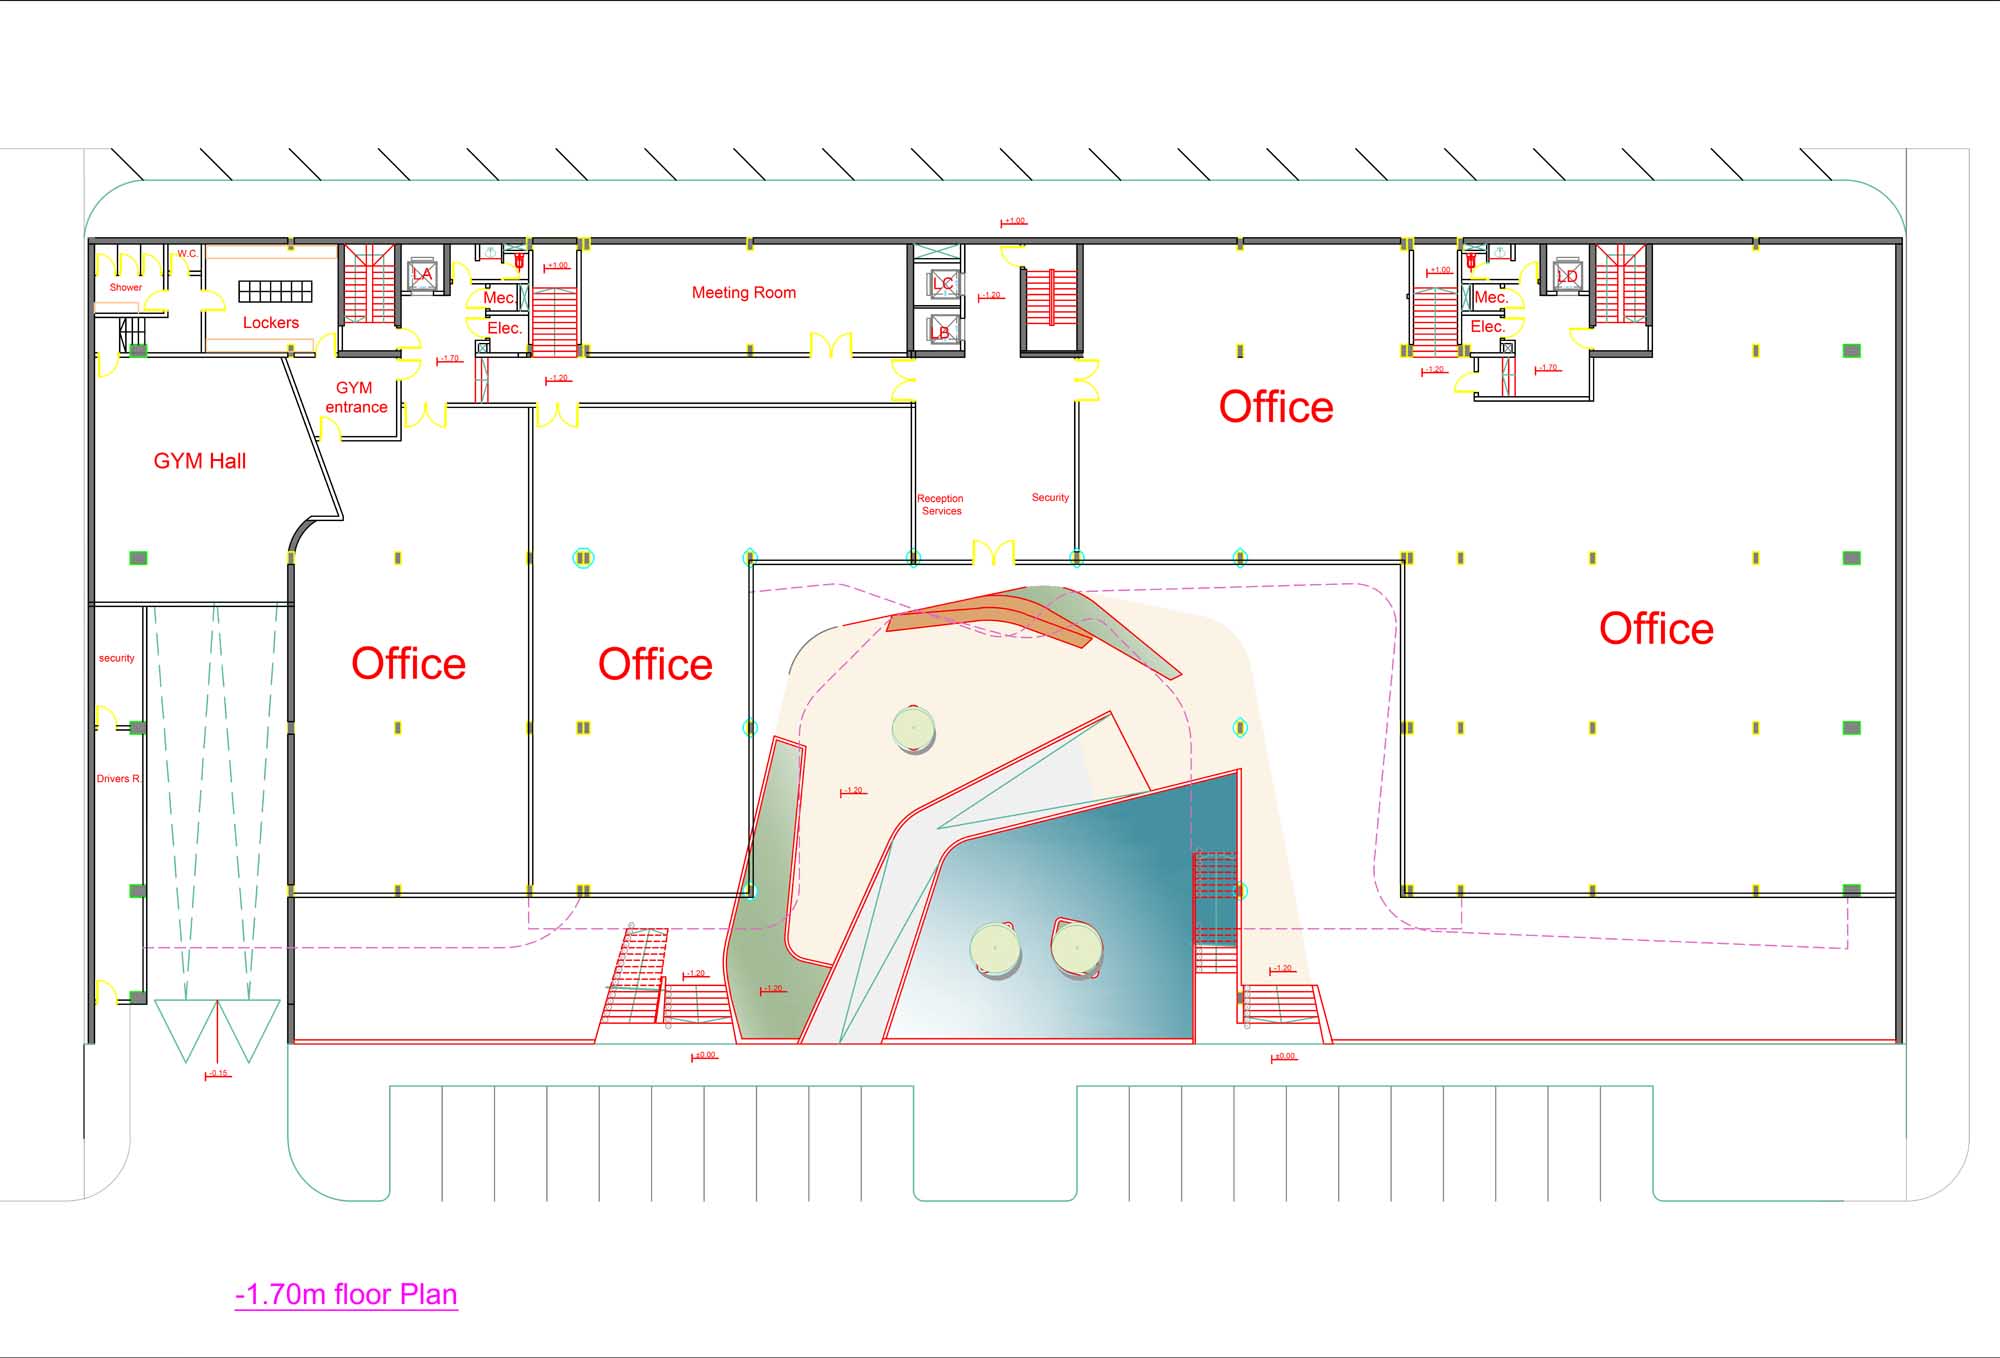 +1.00
W.C.
Shower
Lockers
LA
Mec.
Elec.
+1.00
Meeting Room
LC
LB
-1.20
+1.00
Mec.
Elec.
LD
-1.70
-1.20
-1.20
-1.70
GYM
entrance
Office
GYM Hall
Reception
Services
Security
Office
Office
Office
security
Drivers R.
-1.20
-1.20
-1.20
-1.20
±0.00
±0.00
-0.15
-1.70m floor Plan